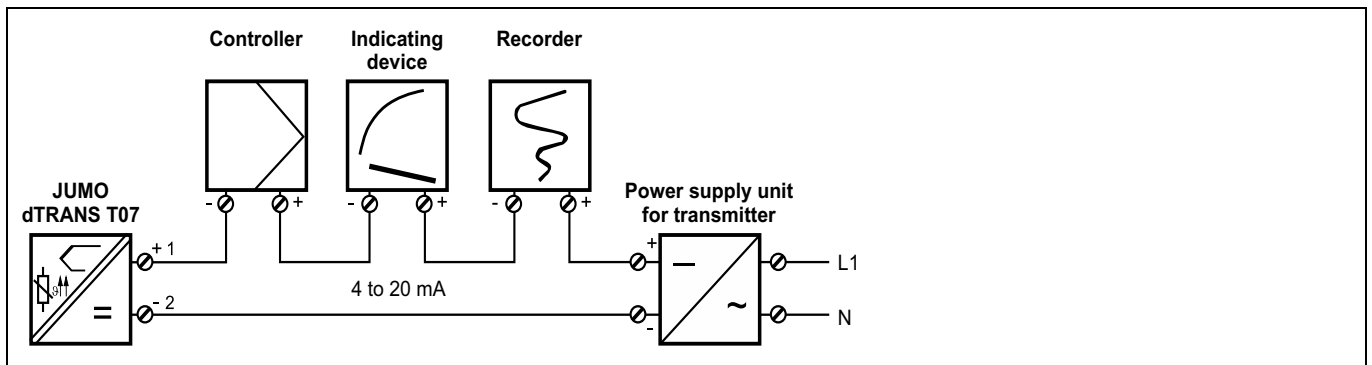 Controller
Indicating
device
Recorder
- +
- +
- +
JUMO
dTRANS T07
+ 1
- 2
=
4 to 20 mA
Power supply unit
for transmitter
+
-
~
L1
N